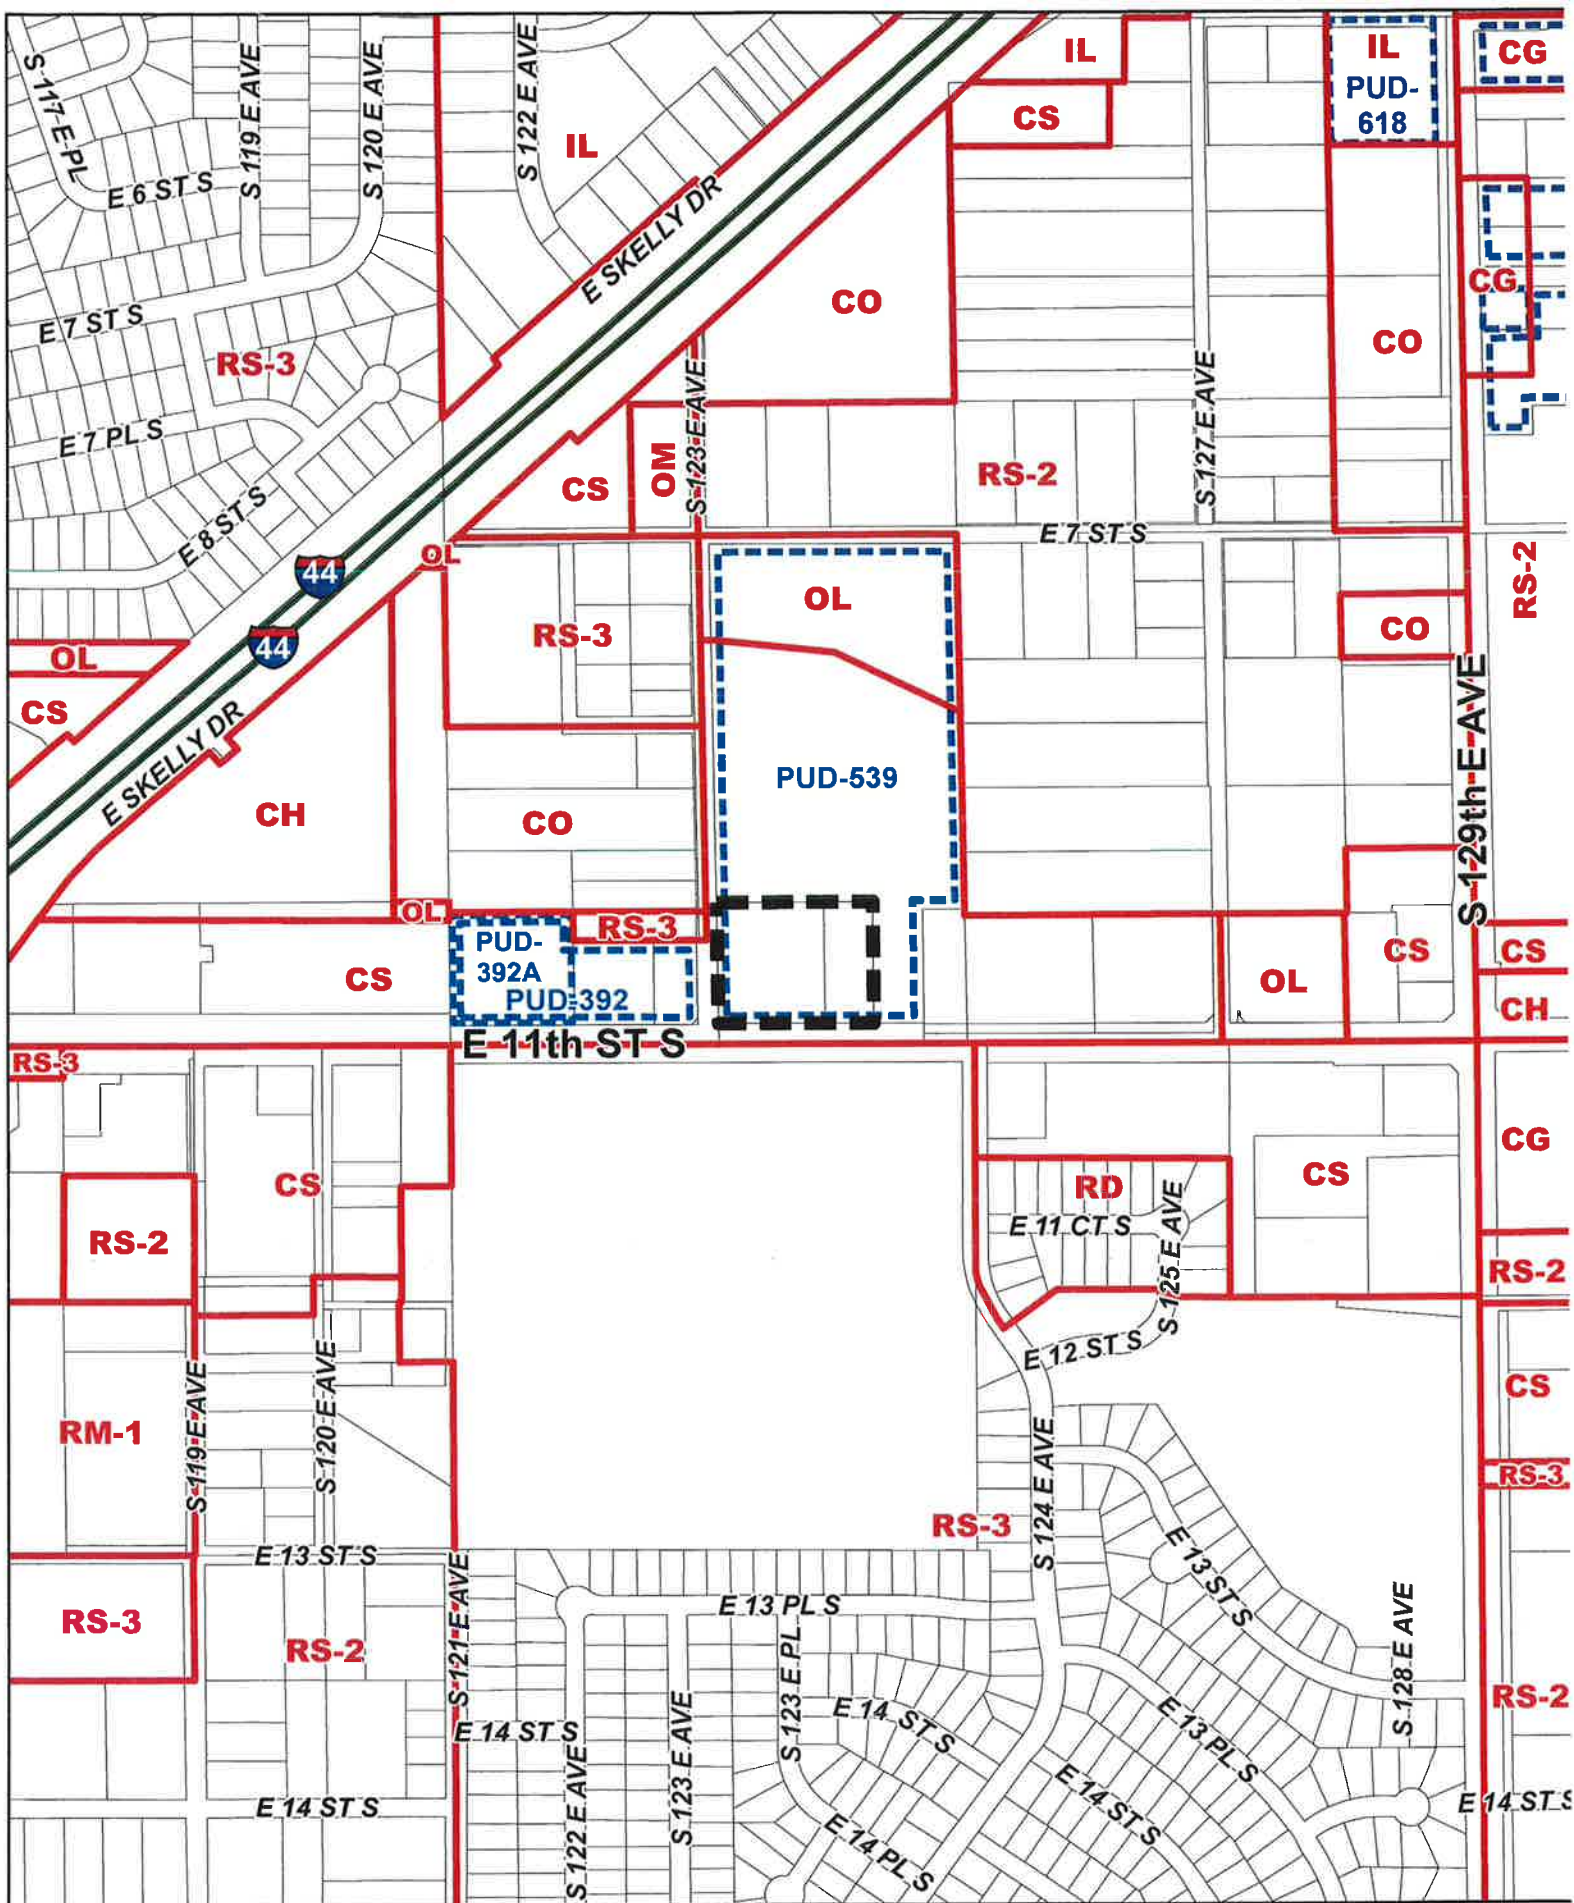 S 117 E PL
S 119 E AVE
S 120 E AVE
S 122 E AVE
IL
IL
PUD-
618
CG
CS
IL
E 6 ST S
E SKELLY DR
CO
CG
E 7 ST S
RS-3
CO
S 123 E AVE
S 127 E AVE
E 7 PL S
OM
RS-2
CS
E 8 ST S
E 7 ST S
OL
44
RS-2
OL
RS-3
CO
44
OL
CS
E SKELLY DR
PUD-539
S 129th E AVE
CH
CO
OL
RS-3
PUD-
392A
CS
PUD-392
CS
CS
OL
CH
E 11th ST S
RS-3
CG
CS
RD
CS
E 11 CT S
S 125 E AVE
RS-2
RS-2
E 12 ST S
CS
RM-1
S 119 E AVE
S 120 E AVE
S 124 E AVE
RS-3
RS-3
E 13 ST S
E 13 ST S
S 121 E AVE
E 13 PL S
RS-3
RS-2
S 123 E PL
S 128 E AVE
RS-2
E 14 ST S
E 14 ST S
E 13 PL S
S 122 E AVE
S 123 E AVE
E 14 ST S
E 14 ST S
E 14 ST S
E 14 PL S